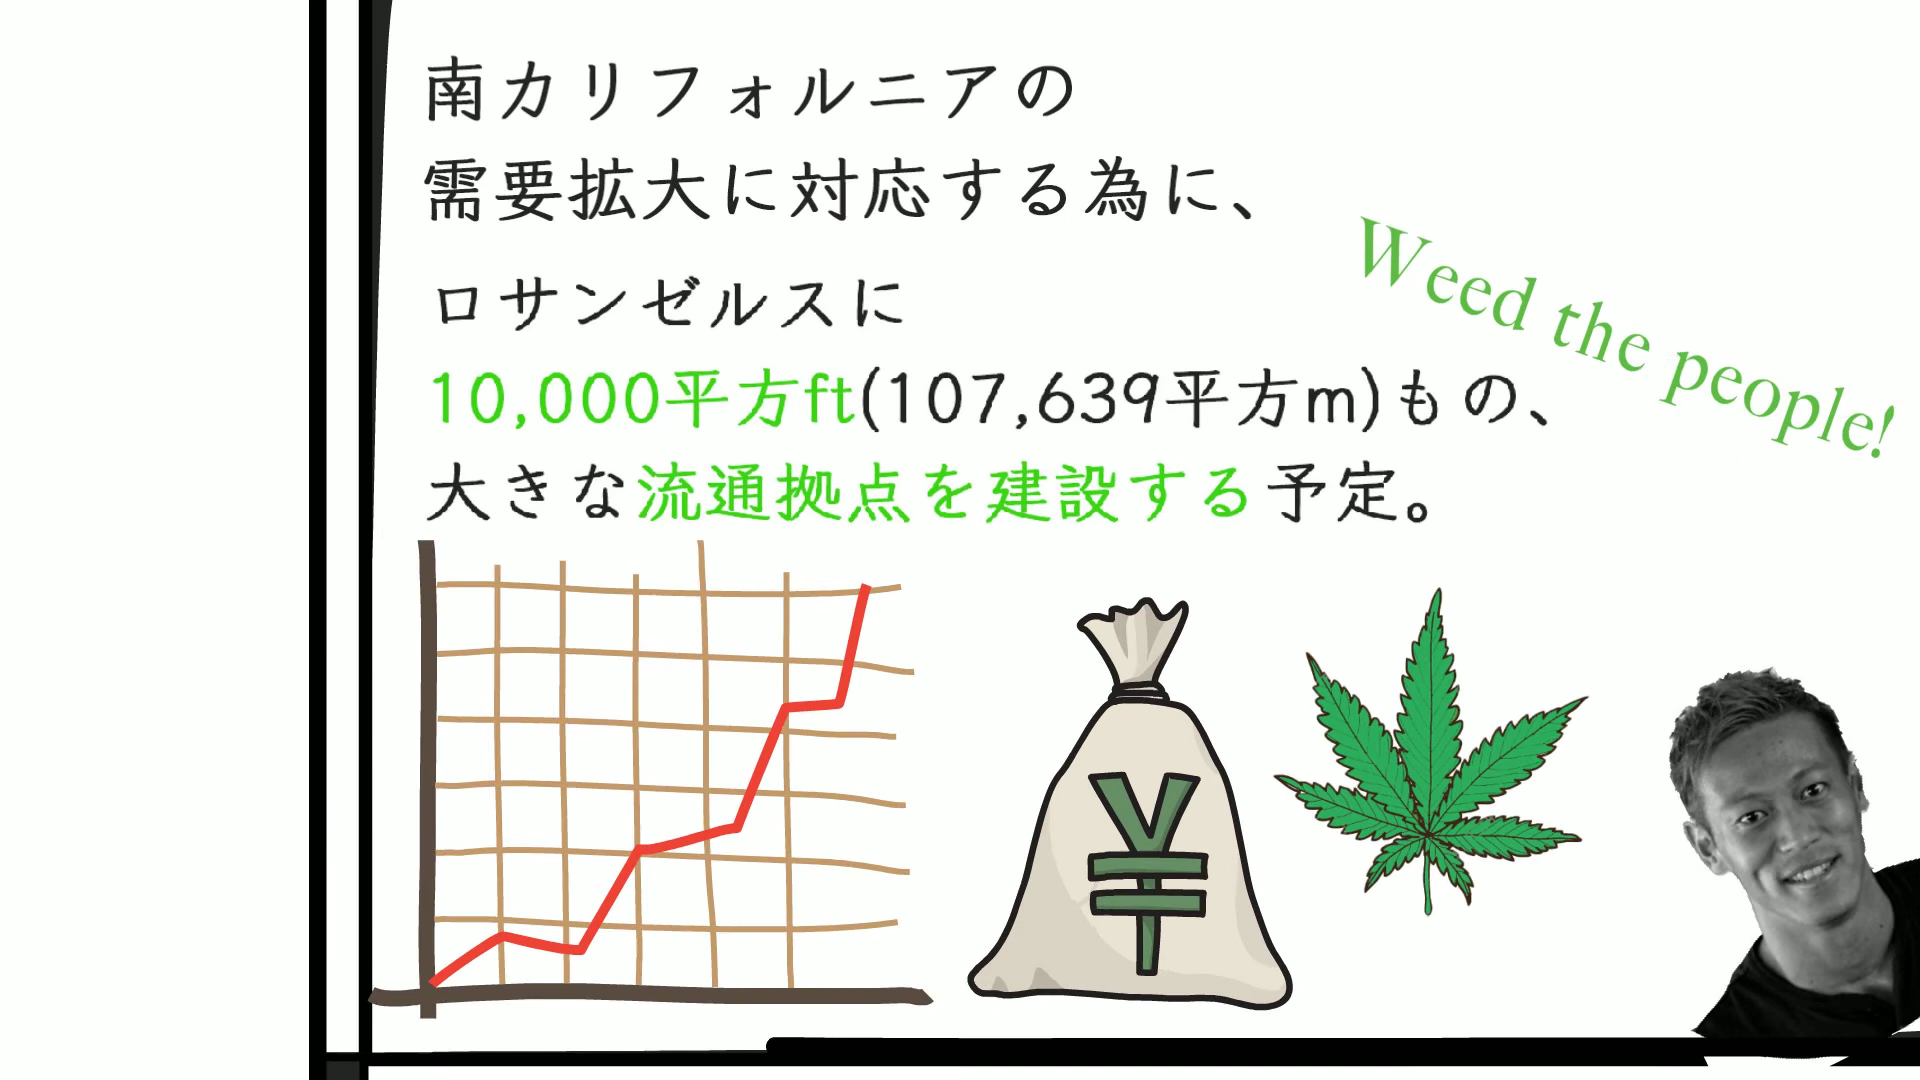 南カリフォルニアの
需要拡大に対応する為に、
ロサンゼルスに
10,000平方ft(107,639平方m)もの、
大きな流通拠点を建設する予定。
Weed the people!
¥